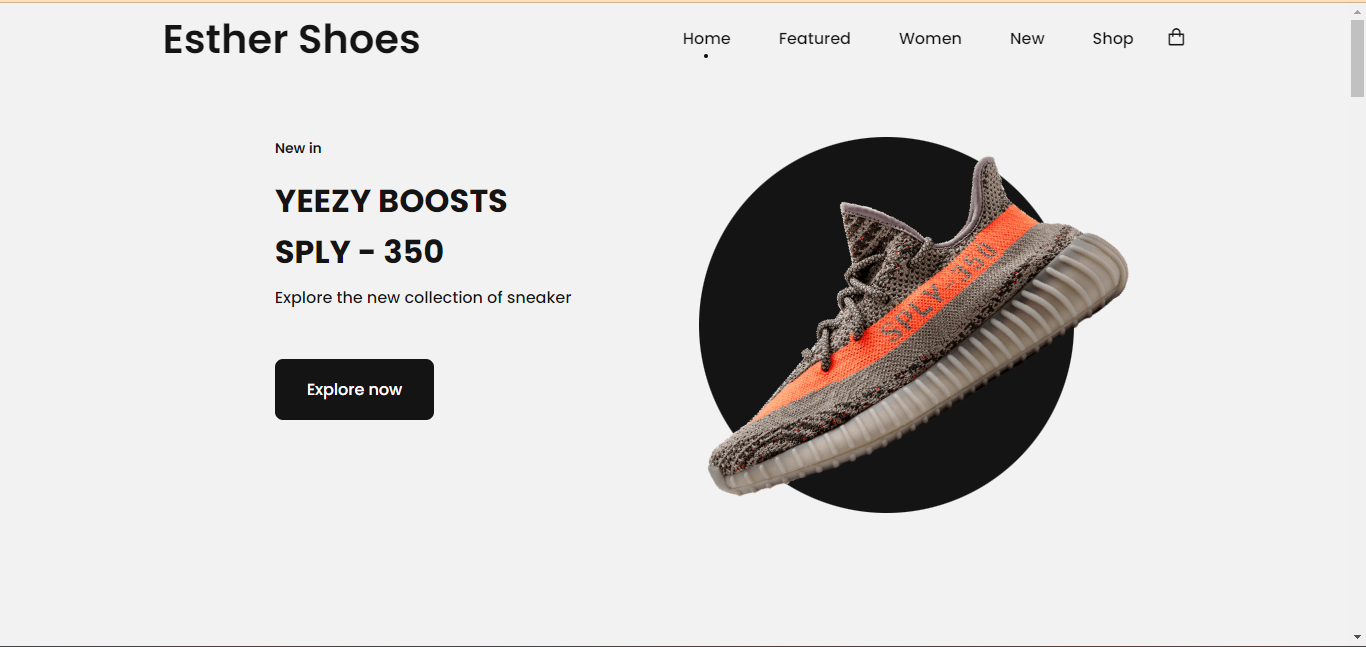 Esther Shoes
Home
Featured
Women
New
Shop
New in
YEEZY BOOSTS
SPLY - 350
Explore the new collection of sneaker
Explore now
SPLY 350